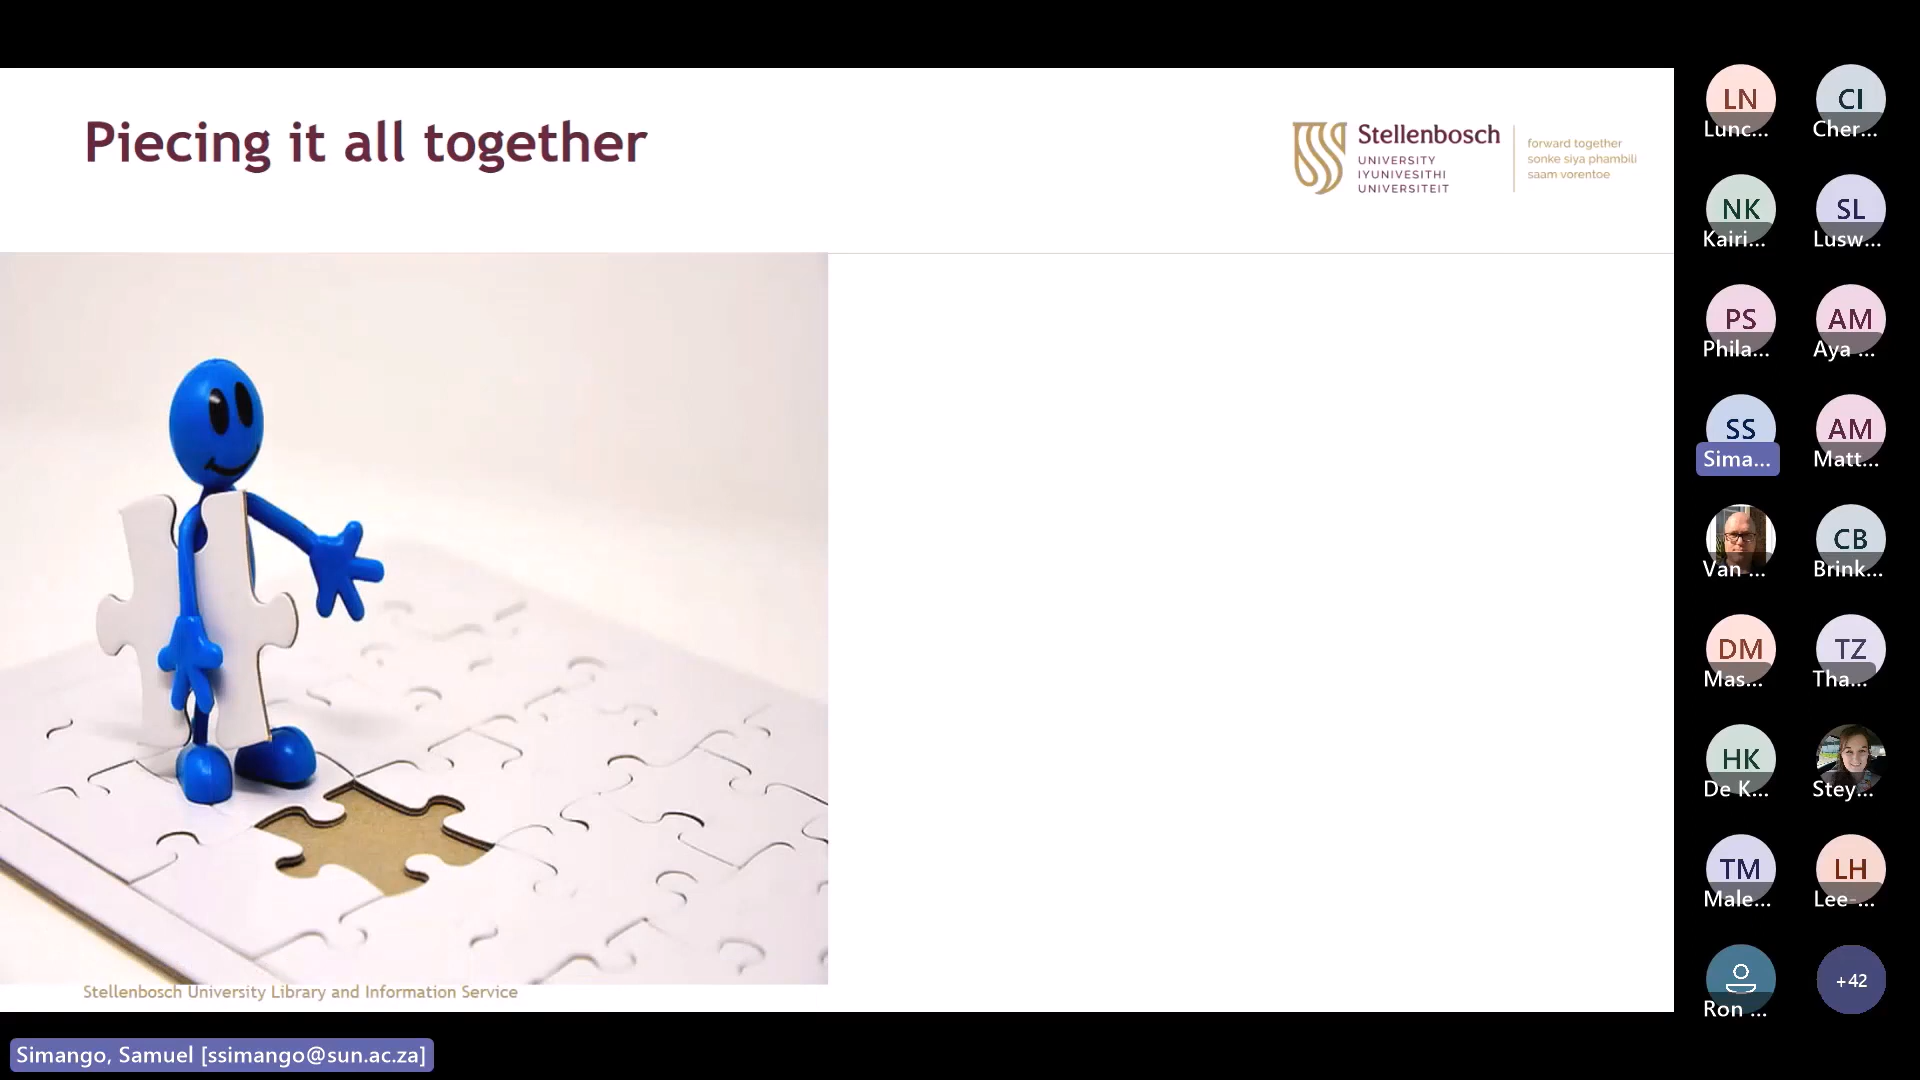 Piecing it all together
Stellenbosch
UNIVERSITY
IYUNIVESITHI
UNIVERSITEIT
forward together
sonke siya phambili
saam vorentoe
Stellenbosch University Library and Information Service
Simango, Samuel [ssimango@sun.ac.za]
LN
Lunc...
CI
Cher...
NK
Kairi...
SL
Lusw...
PS
Phila...
AM
Aya ...
SS
Sima...
AM
Matt...
Van ...
CB
Brink...
DM
Mas...
TZ
Tha...
HK
De K...
Stey...
TM
Male...
LH
Lee-...
Ron ...
+42